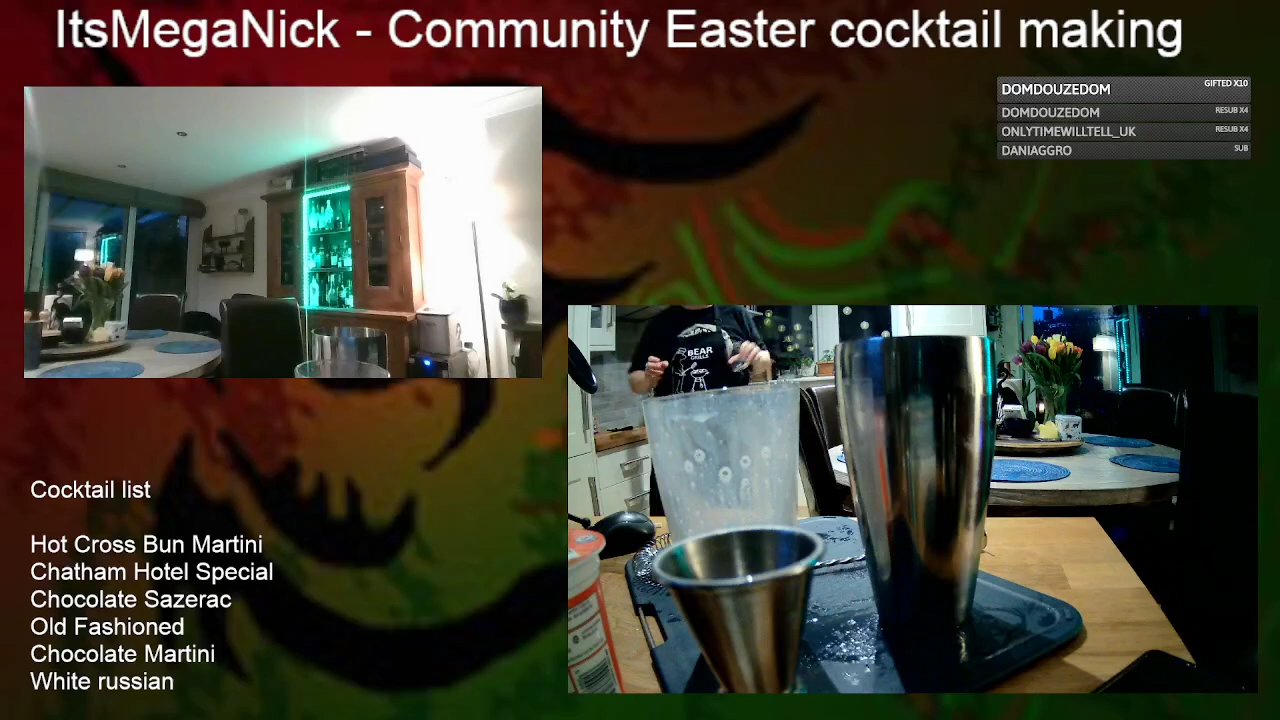 ItsMegaNick - Community Easter cocktail making
DOMDOUZEDOM GIFTED X10
DOMDOUZEDOM RESUB X4
ONLYTIMEWILLTELL_UK RESUB X4
DANIAGGRO SUB
BEAR
GRILLS
Cocktail list
Hot Cross Bun Martini
Chatham Hotel Special
Chocolate Sazerac
Old Fashioned
Chocolate Martini
White russian